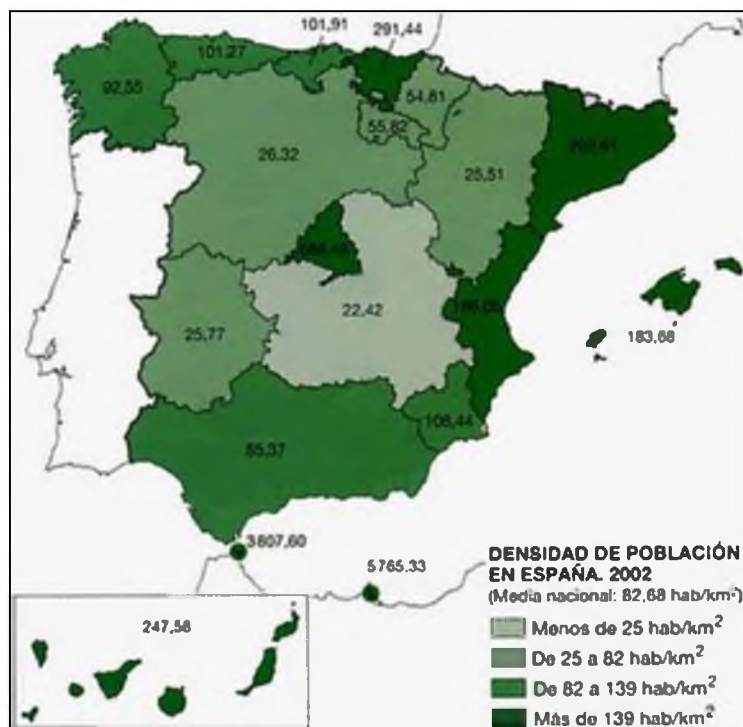 101,91
291,44
101,27
92,55
54,81
55,82
26,32
25,51
22,42
183,68
25,77
85,37
3807,60
5765,33
DENSIDAD DE POBLACIÓN
EN ESPAÑA. 2002
(Media nacional: 82,68 hab/km²)
247,56
Menos de 25 hab/km²
De 25 a 82 hab/km²
De 82 a 139 hab/km²
Más de 139 hab/km²